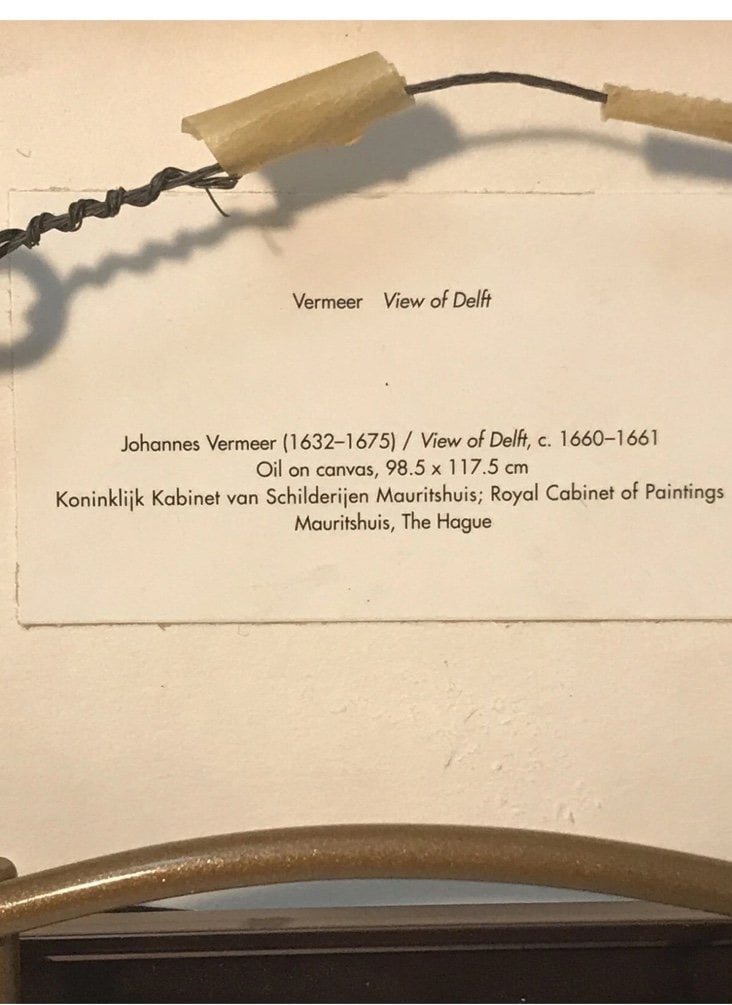 Vermeer View of Delft
Johannes Vermeer (1632–1675) / View of Delft, c. 1660–1661
Oil on canvas, 98.5 x 117.5 cm
Koninklijk Kabinet van Schilderijen Mauritshuis; Royal Cabinet of Paintings
Mauritshuis, The Hague